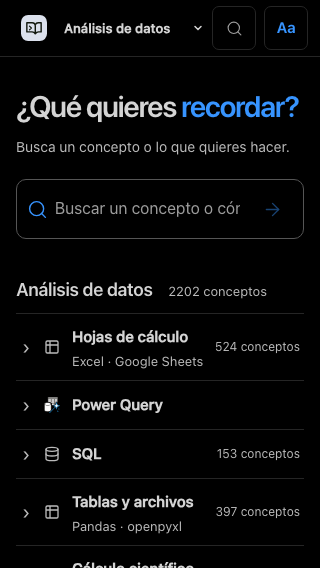 Análisis de datos
Aa
¿Qué quieres recordar?
Busca un concepto o lo que quieres hacer.
Buscar un concepto o cór
Análisis de datos 2202 conceptos
Hojas de cálculo
524 conceptos
Excel · Google Sheets
Power Query
SQL 153 conceptos
Tablas y archivos
397 conceptos
Pandas · openpyxl
Cálculo científico